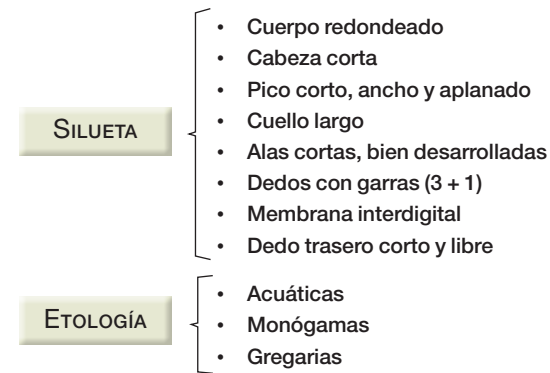 SILUETA
• Cuerpo redondeado
• Cabeza corta
• Pico corto, ancho y aplanado
• Cuello largo
• Alas cortas, bien desarrolladas
• Dedos con garras (3 + 1)
• Membrana interdigital
• Dedo trasero corto y libre
ETOLOGÍA
• Acuáticas
• Monógamas
• Gregarias